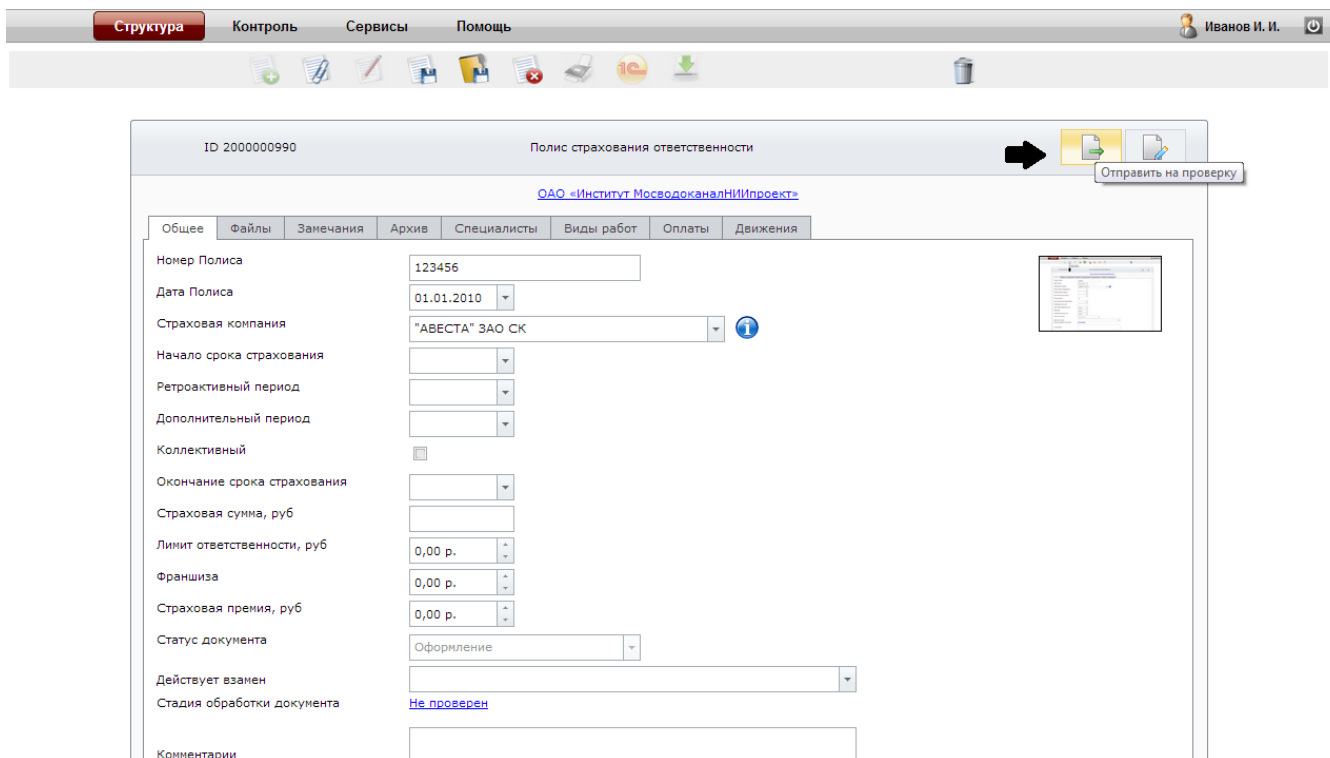 Структура Контроль Сервисы Помощь Иванов И. И.
1С
ID 2000000990 Полис страхования ответственности
Отправить на проверку
ОАО «Институт МосводоканалНИИпроект»
Общее Файлы Замечания Архив Специалисты Виды работ Оплаты Движения
Номер Полиса 123456
Дата Полиса 01.01.2010
Страховая компания "АВЕСТА" ЗАО СК
Начало срока страхования
Ретроактивный период
Дополнительный период
Коллективный
Окончание срока страхования
Страховая сумма, руб
Лимит ответственности, руб 0,00 р.
Франшиза 0,00 р.
Страховая премия, руб 0,00 р.
Статус документа Оформление
Действует взамен
Стадия обработки документа Не проверен
Комментарии